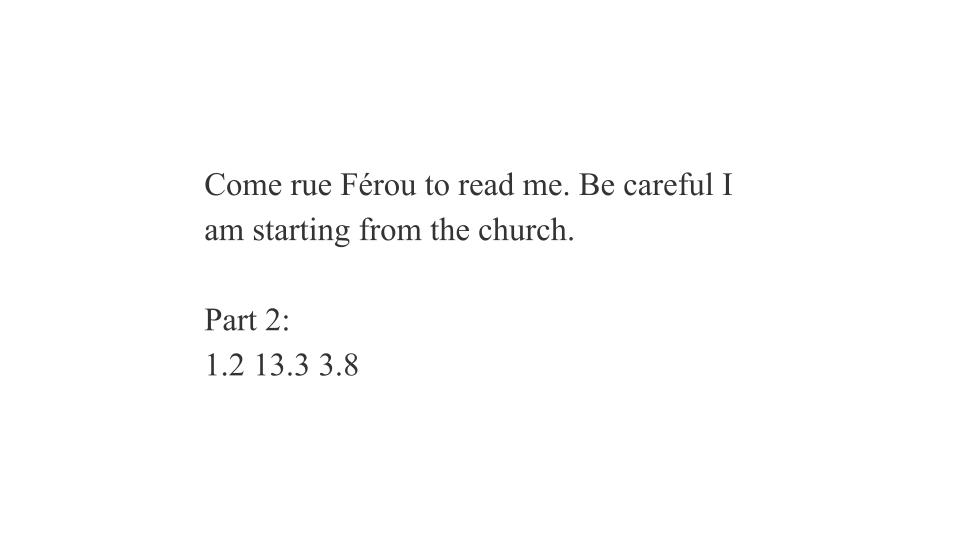 Come rue Férou to read me. Be careful I
am starting from the church.
Part 2:
1.2 13.3 3.8